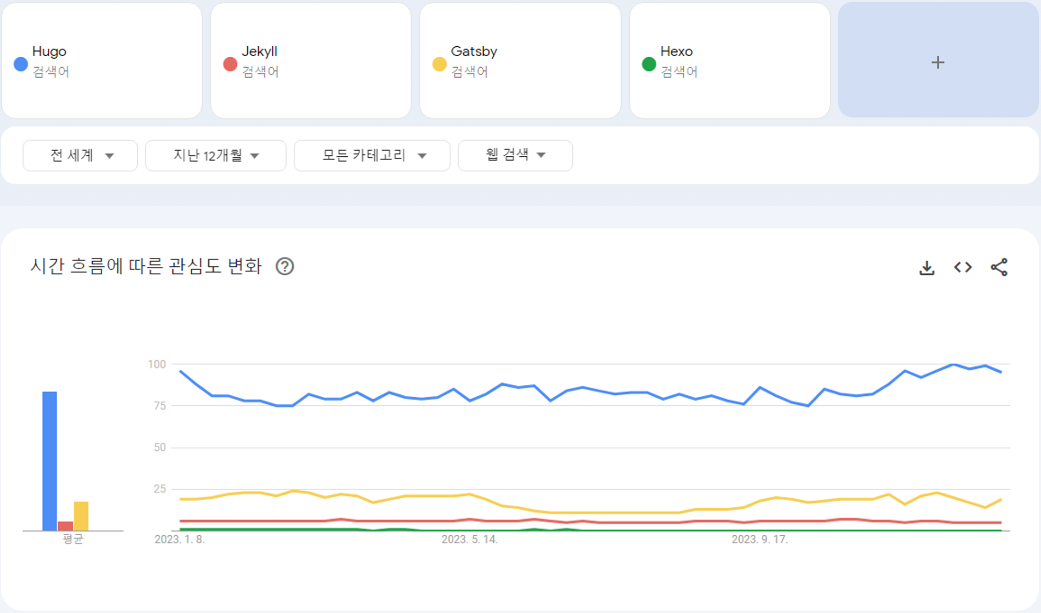 Hugo
검색어
Jekyll
검색어
Gatsby
검색어
Hexo
검색어
+
전 세계
지난 12개월
모든 카테고리
웹 검색
시간 흐름에 따른 관심도 변화
?
100
75
50
25
평균
2023. 1. 8.
2023. 5. 14.
2023. 9. 17.